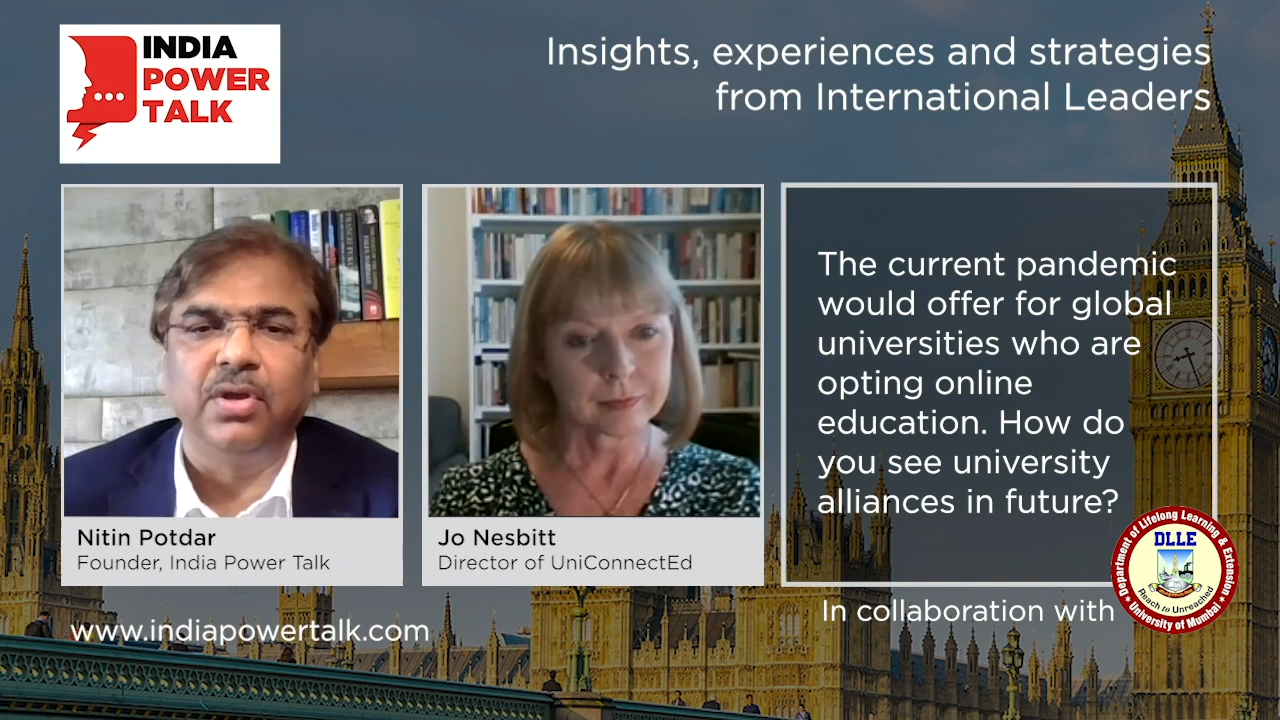 INDIA
POWER
TALK
Insights, experiences and strategies
from International Leaders
The current pandemic
would offer for global
universities who are
opting online
education. How do
you see university
alliances in future?
Nitin Potdar
Founder, India Power Talk
Jo Nesbitt
Director of UniConnectEd
www.indiapowertalk.com
In collaboration with
Department of Lifelong Learning & Extension
DLLE
Reach to Unreached
University of Mumbai